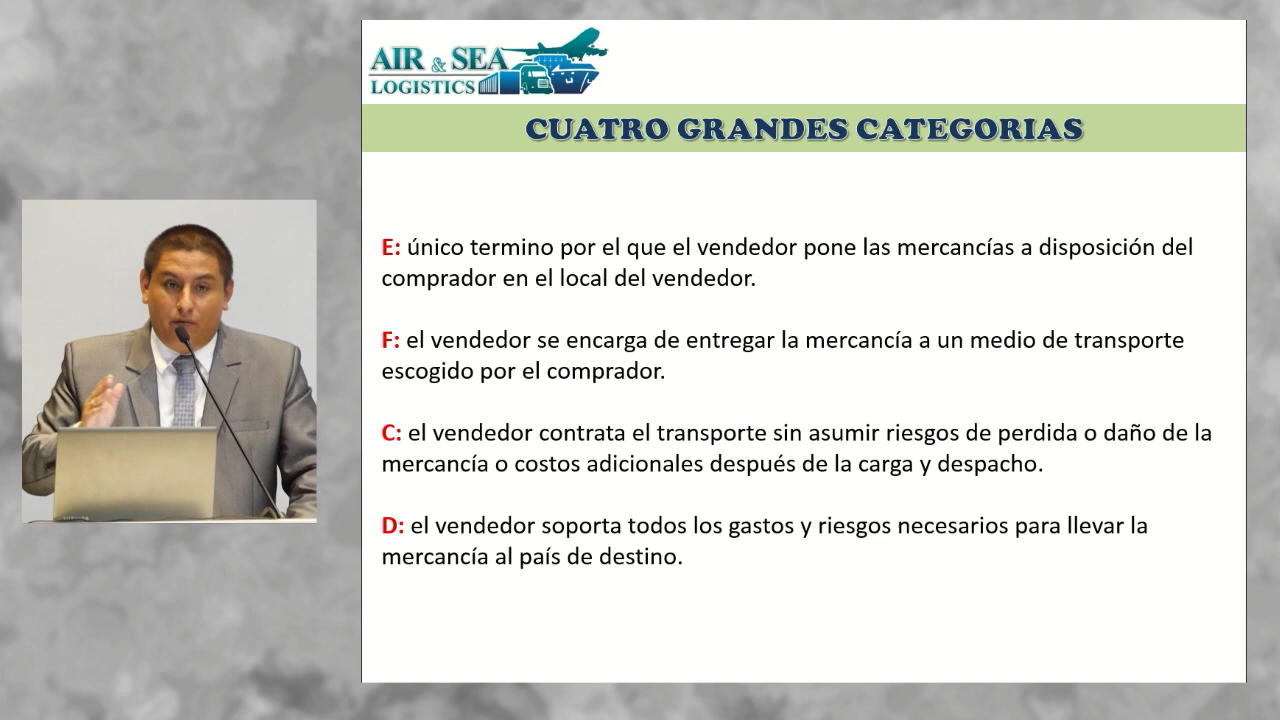 AIR & SEA
LOGISTICS
CUATRO GRANDES CATEGORIAS
E: único termino por el que el vendedor pone las mercancías a disposición del
comprador en el local del vendedor.
F: el vendedor se encarga de entregar la mercancía a un medio de transporte
escogido por el comprador.
C: el vendedor contrata el transporte sin asumir riesgos de perdida o daño de la
mercancía o costos adicionales después de la carga y despacho.
D: el vendedor soporta todos los gastos y riesgos necesarios para llevar la
mercancía al país de destino.